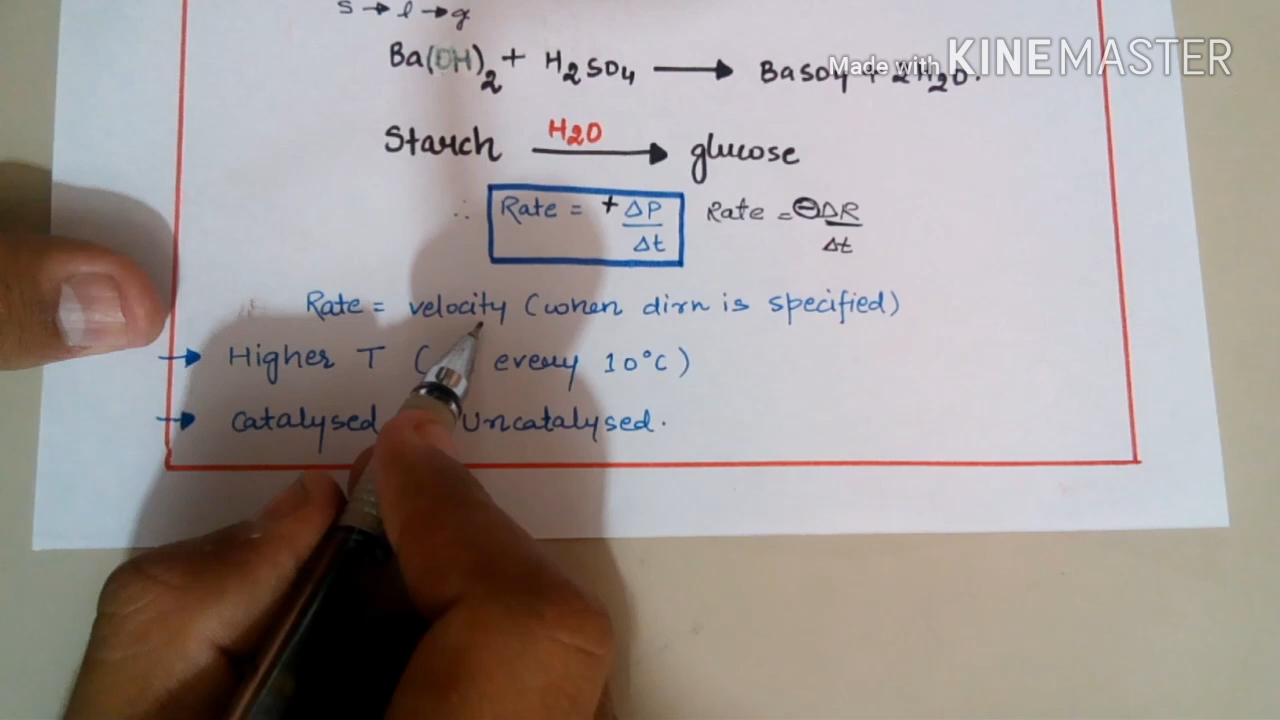 s → l → g
Ba(OH)2 + H2SO4 → BaSO4 + 2H2O.
Made with KINEMASTER
Starch H2O → glucose
∴ Rate = + ΔP/Δt Rate = ⊖ΔR/Δt
Rate = velocity (when dirn is specified)
→ Higher T ( every 10°C)
→ Catalysed Uncatalysed.